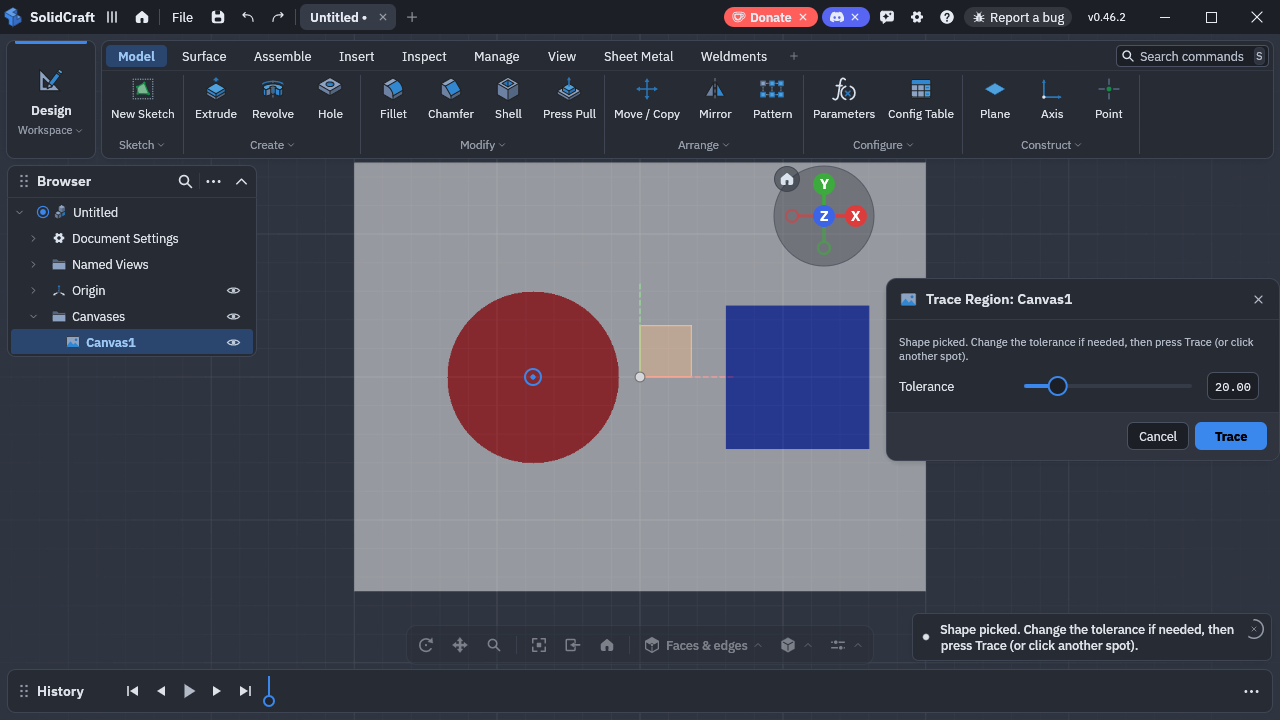 SolidCraft
File
Untitled •
Donate
Report a bug
v0.46.2
Design
Workspace
Model
Surface
Assemble
Insert
Inspect
Manage
View
Sheet Metal
Weldments
Search commands
S
New Sketch
Extrude
Revolve
Hole
Fillet
Chamfer
Shell
Press Pull
Move / Copy
Mirror
Pattern
Parameters
Config Table
Plane
Axis
Point
Sketch
Create
Modify
Arrange
Configure
Construct
Browser
Untitled
Document Settings
Named Views
Origin
Canvases
Canvas1
Y
Z
X
Trace Region: Canvas1
Shape picked. Change the tolerance if needed, then press Trace (or click
another spot).
Tolerance
20.00
Cancel
Trace
Faces & edges
Shape picked. Change the tolerance if needed, then
press Trace (or click another spot).
History